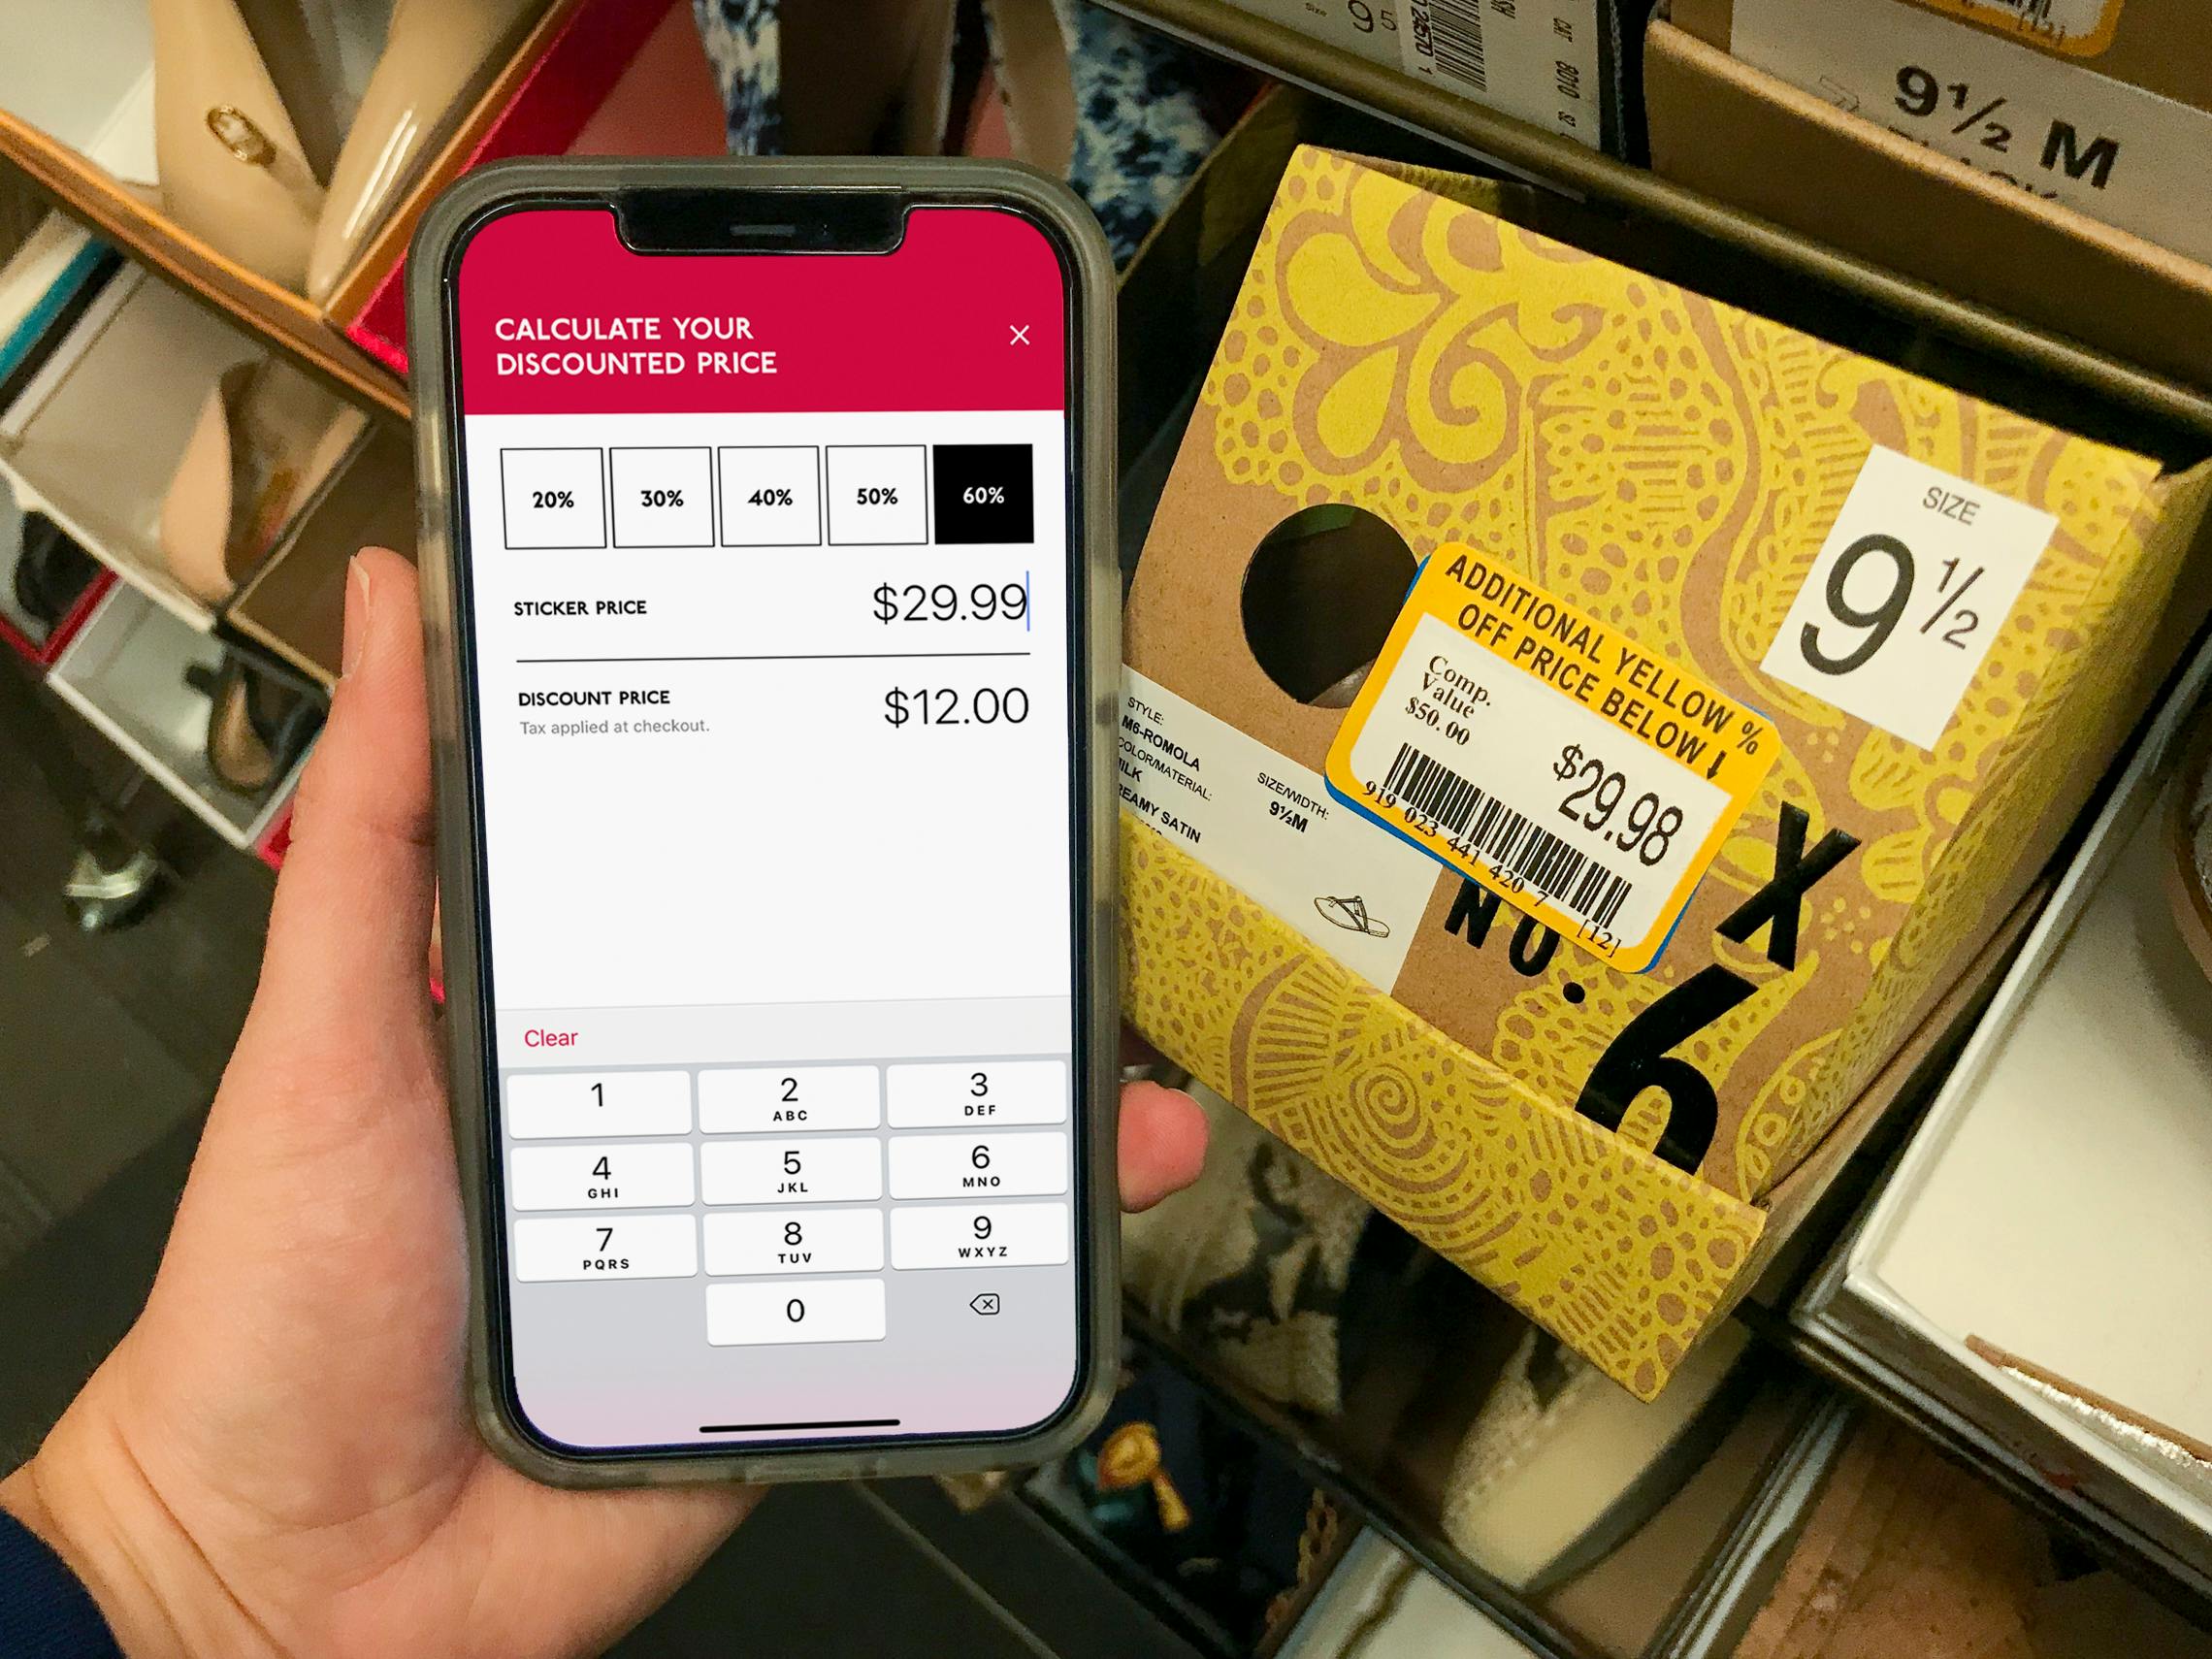 CALCULATE YOUR
DISCOUNTED PRICE
20% 30% 40% 50% 60%
STICKER PRICE $29.99
DISCOUNT PRICE $12.00
Tax applied at checkout.
Clear
1
2
ABC
3
DEF
4
GHI
5
JKL
6
MNO
7
PQRS
8
TUV
9
WXYZ
0
9½ M
SIZE
9 1/2
ADDITIONAL YELLOW %
OFF PRICE BELOW ↓
Comp.
Value
$50.00
$29.98
919 023 441 420 7
[12]
STYLE:
M6-ROMOLA
COLOR/MATERIAL:
SATIN
SIZE/WIDTH:
9½M
X
NO.
6